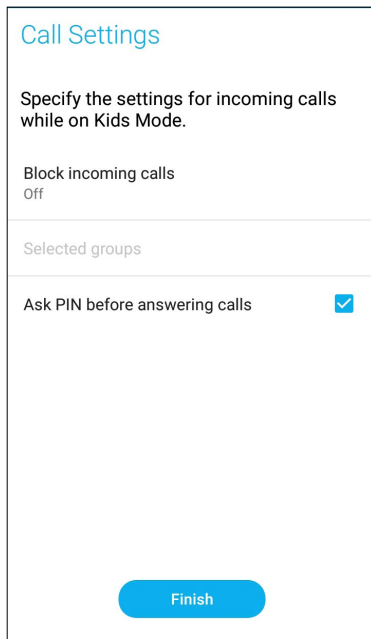 Call Settings
Specify the settings for incoming calls
while on Kids Mode.
Block incoming calls
Off
Selected groups
Ask PIN before answering calls
Finish